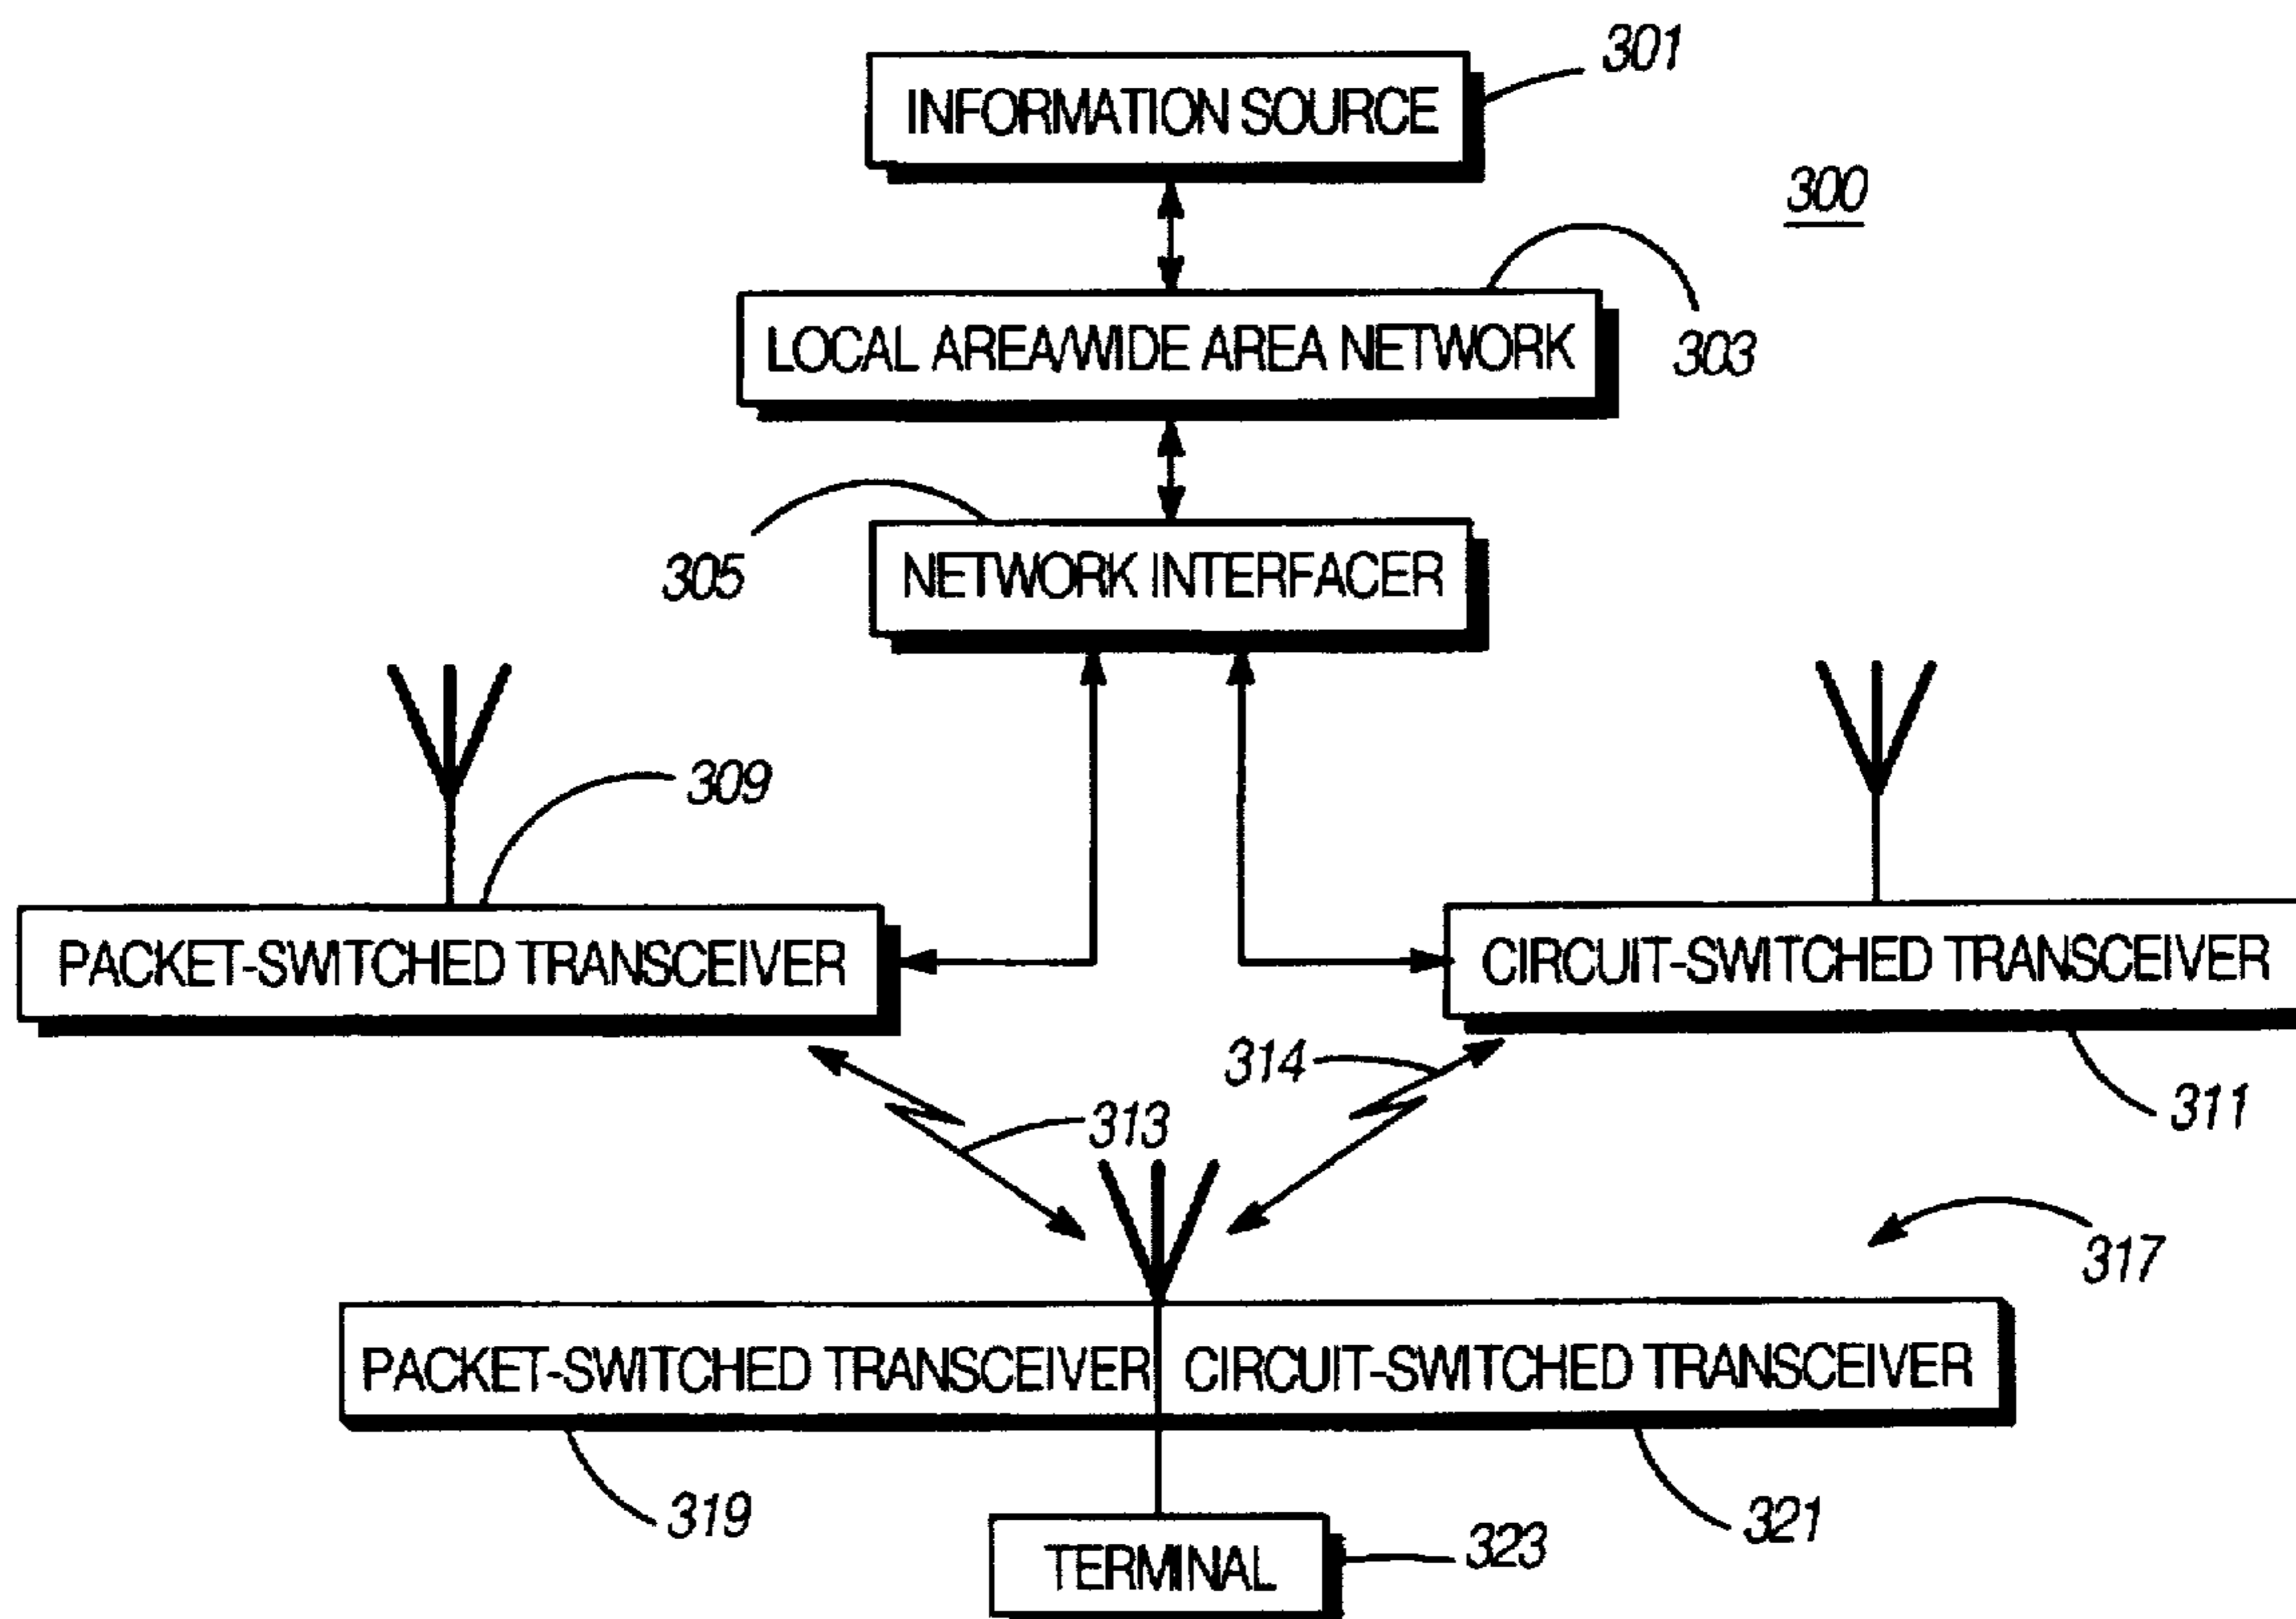 301
INFORMATION SOURCE
300
LOCAL AREA/WIDE AREA NETWORK
303
305
NETWORK INTERFACER
309
PACKET-SWITCHED TRANSCEIVER
CIRCUIT-SWITCHED TRANSCEIVER
314
313
311
317
PACKET-SWITCHED TRANSCEIVER
CIRCUIT-SWITCHED TRANSCEIVER
319
321
323
TERMINAL